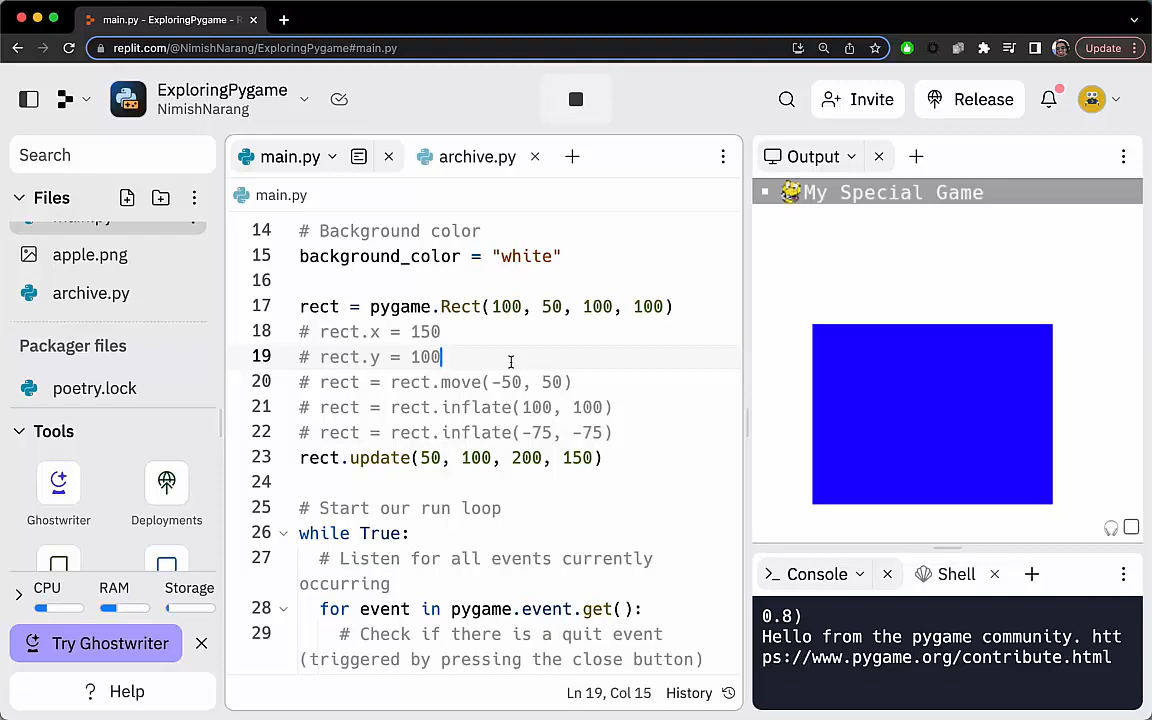 main.py - ExploringPygame - R
replit.com/@NimishNarang/ExploringPygame#main.py
Update
ExploringPygame
NimishNarang
Invite
Release
Search
Files
main.py
apple.png
archive.py
Packager files
poetry.lock
Tools
Ghostwriter
Deployments
CPU
RAM
Storage
Try Ghostwriter
? Help
main.py
archive.py
main.py
14 # Background color
15 background_color = "white"
16
17 rect = pygame.Rect(100, 50, 100, 100)
18 # rect.x = 150
19 # rect.y = 100
20 # rect = rect.move(-50, 50)
21 # rect = rect.inflate(100, 100)
22 # rect = rect.inflate(-75, -75)
23 rect.update(50, 100, 200, 150)
24
25 # Start our run loop
26 while True:
27 # Listen for all events currently
occurring
28 for event in pygame.event.get():
29 # Check if there is a quit event
(triggered by pressing the close button)
Ln 19, Col 15 History
Output
My Special Game
Console
Shell
0.8)
Hello from the pygame community. htt
ps://www.pygame.org/contribute.html